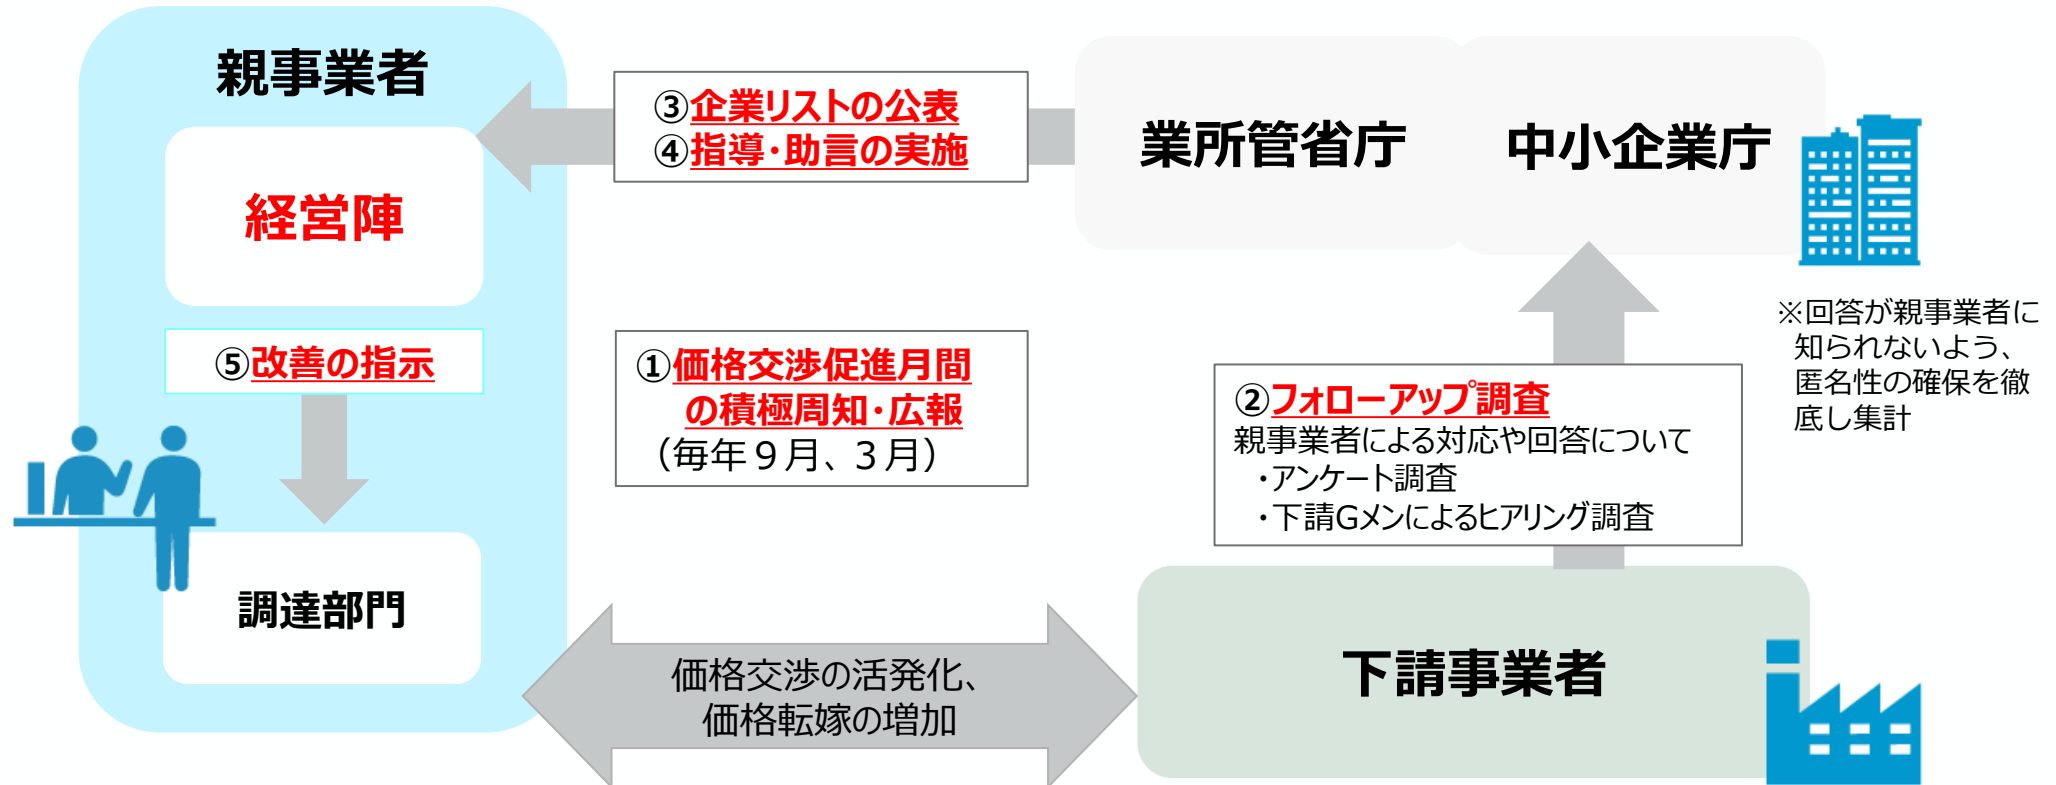 親事業者
経営陣
⑤改善の指示
調達部門
③企業リストの公表
④指導・助言の実施
業所管省庁
中小企業庁
※回答が親事業者に
知られないよう、
匿名性の確保を徹
底し集計
①価格交渉促進月間
の積極周知・広報
（毎年９月、３月）
②フォローアップ調査
親事業者による対応や回答について
・アンケート調査
・下請Gメンによるヒアリング調査
価格交渉の活発化、
価格転嫁の増加
下請事業者